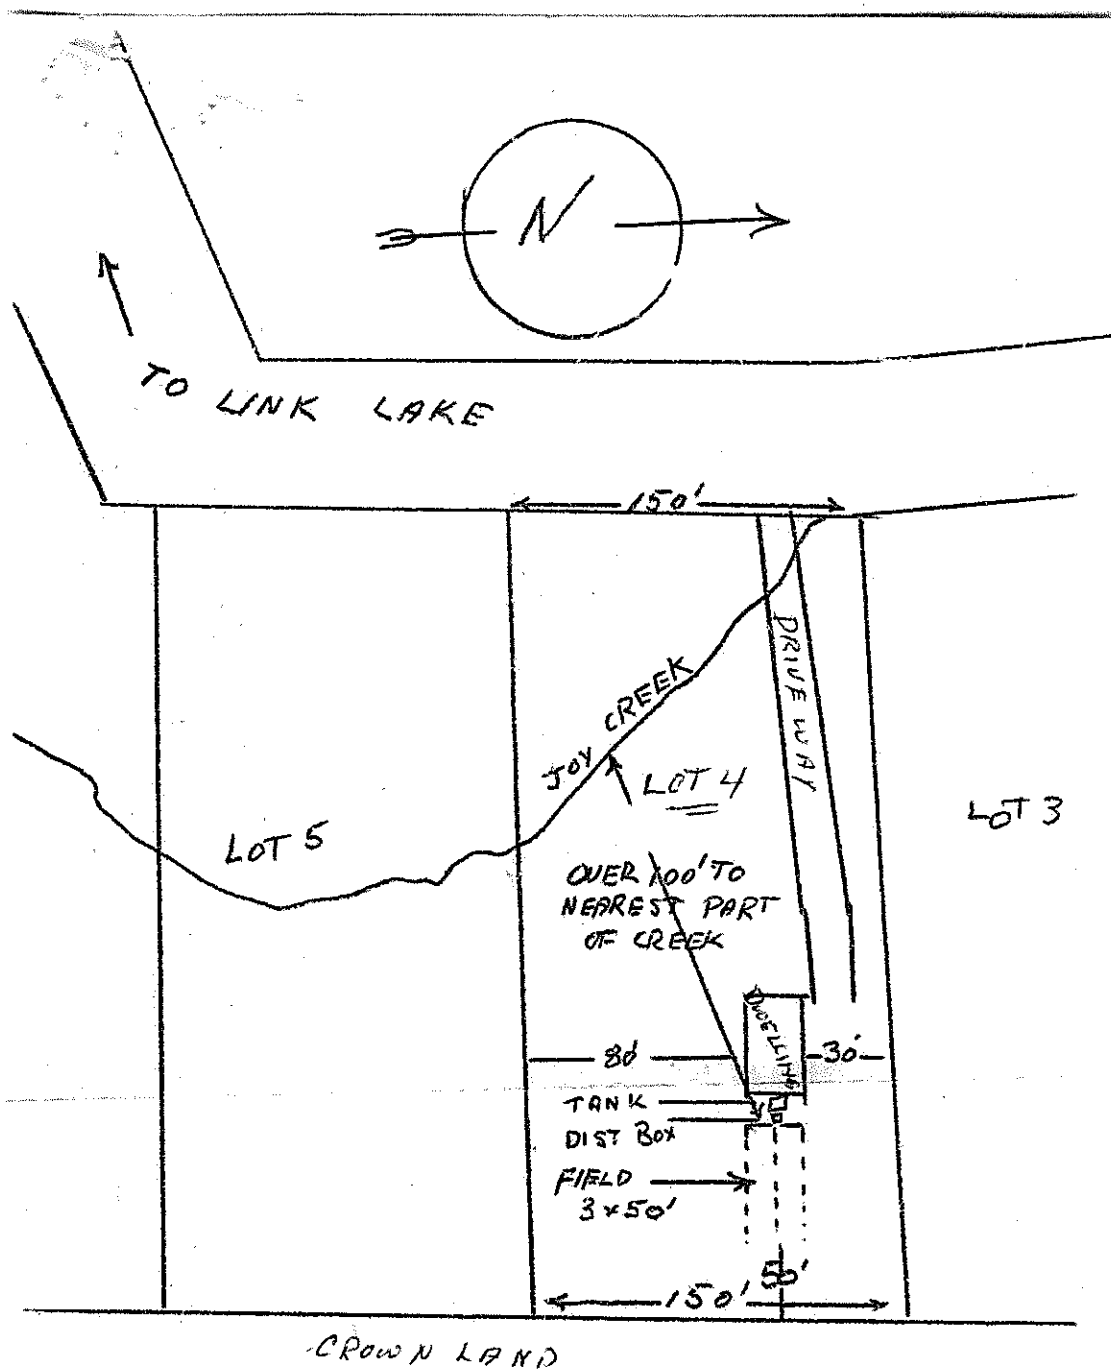 N
TO LINK LAKE
150'
DRIVEWAY
JOY CREEK
LOT 4
LOT 3
LOT 5
OVER 100' TO
NEAREST PART
OF CREEK
DWELLING
80'
30'
TANK
DIST BOX
FIELD
3 x 50'
50'
150'
CROWN LAND